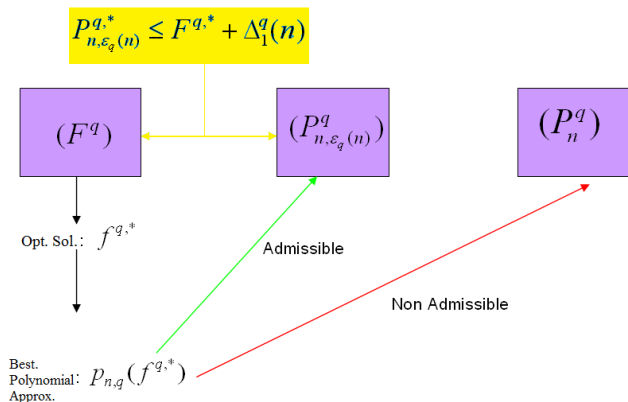 P^{q,*}_{n,ε_q(n)} ≤ F^{q,*} + Δ^q_1(n)
(F^q)
(P^q_{n,ε_q(n)})
(P^q_n)
Opt. Sol.: f^{q,*}
Admissible
Non Admissible
Best.
Polynomial: p_{n,q}(f^{q,*})
Approx.